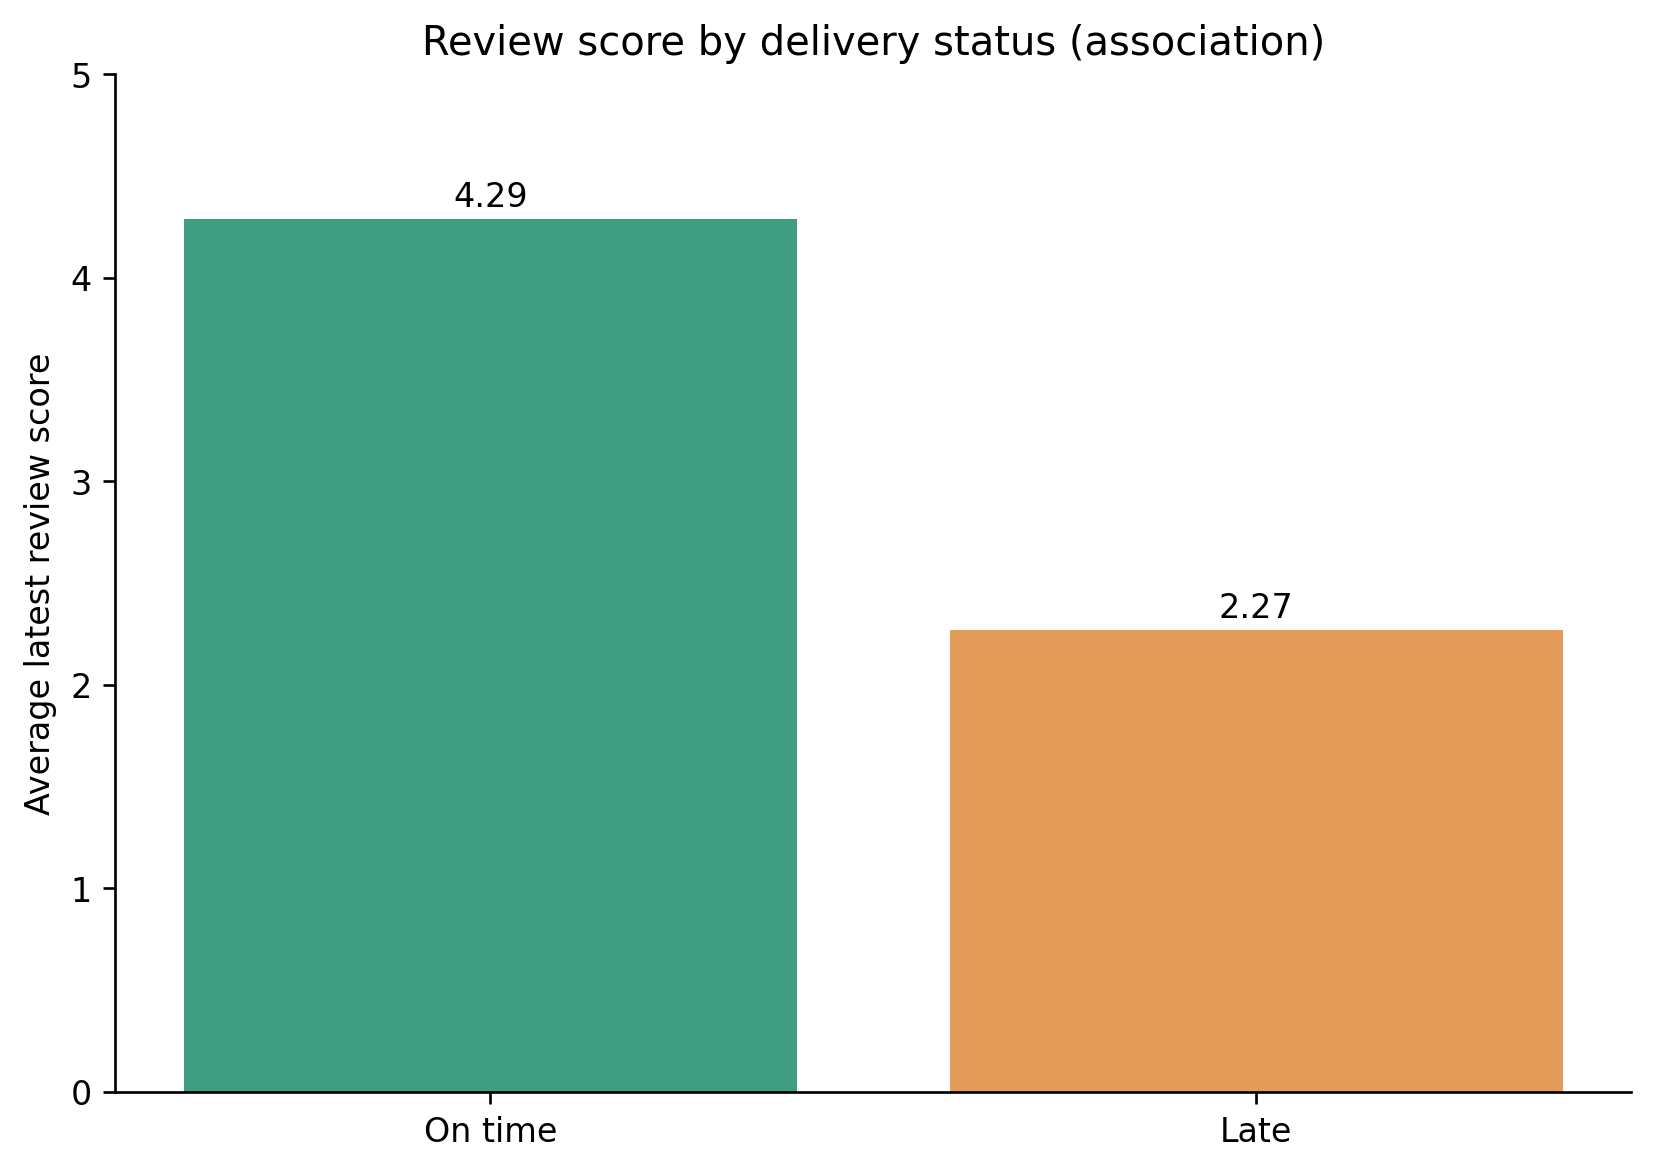 Review score by delivery status (association)
Average latest review score
5
4
3
2
1
0
4.29
2.27
On time
Late